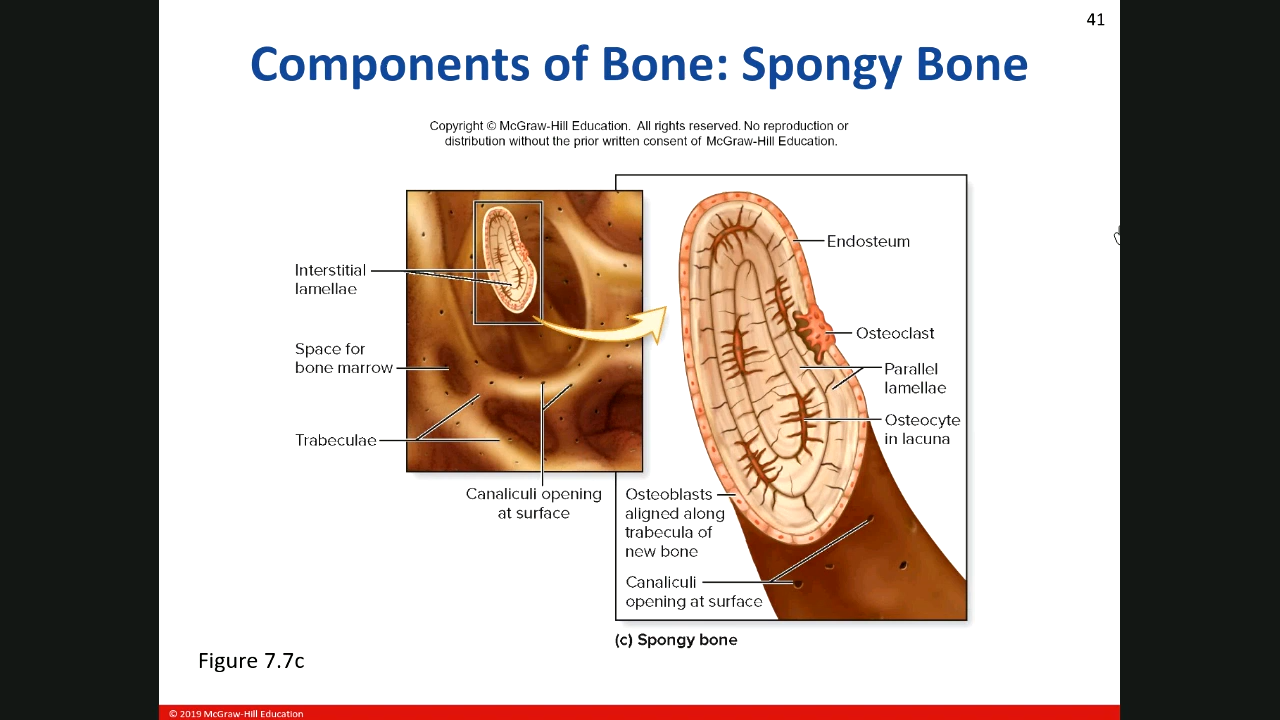 41
Components of Bone: Spongy Bone
Copyright © McGraw-Hill Education. All rights reserved. No reproduction or
distribution without the prior written consent of McGraw-Hill Education.
Interstitial
lamellae
Space for
bone marrow
Trabeculae
Canaliculi opening
at surface
Endosteum
Osteoclast
Parallel
lamellae
Osteocyte
in lacuna
Osteoblasts
aligned along
trabecula of
new bone
Canaliculi
opening at surface
(c) Spongy bone
Figure 7.7c
© 2019 McGraw-Hill Education